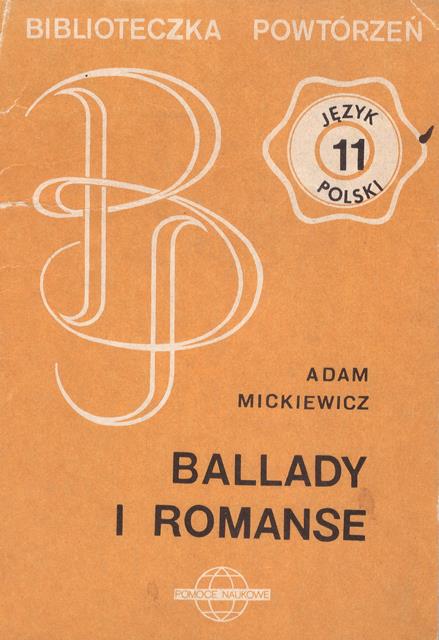 BIBLIOTECZKA POWTÓRZEŃ
JĘZYK
11
POLSKI
ADAM
MICKIEWICZ
BALLADY
I ROMANSE
POMOCE NAUKOWE